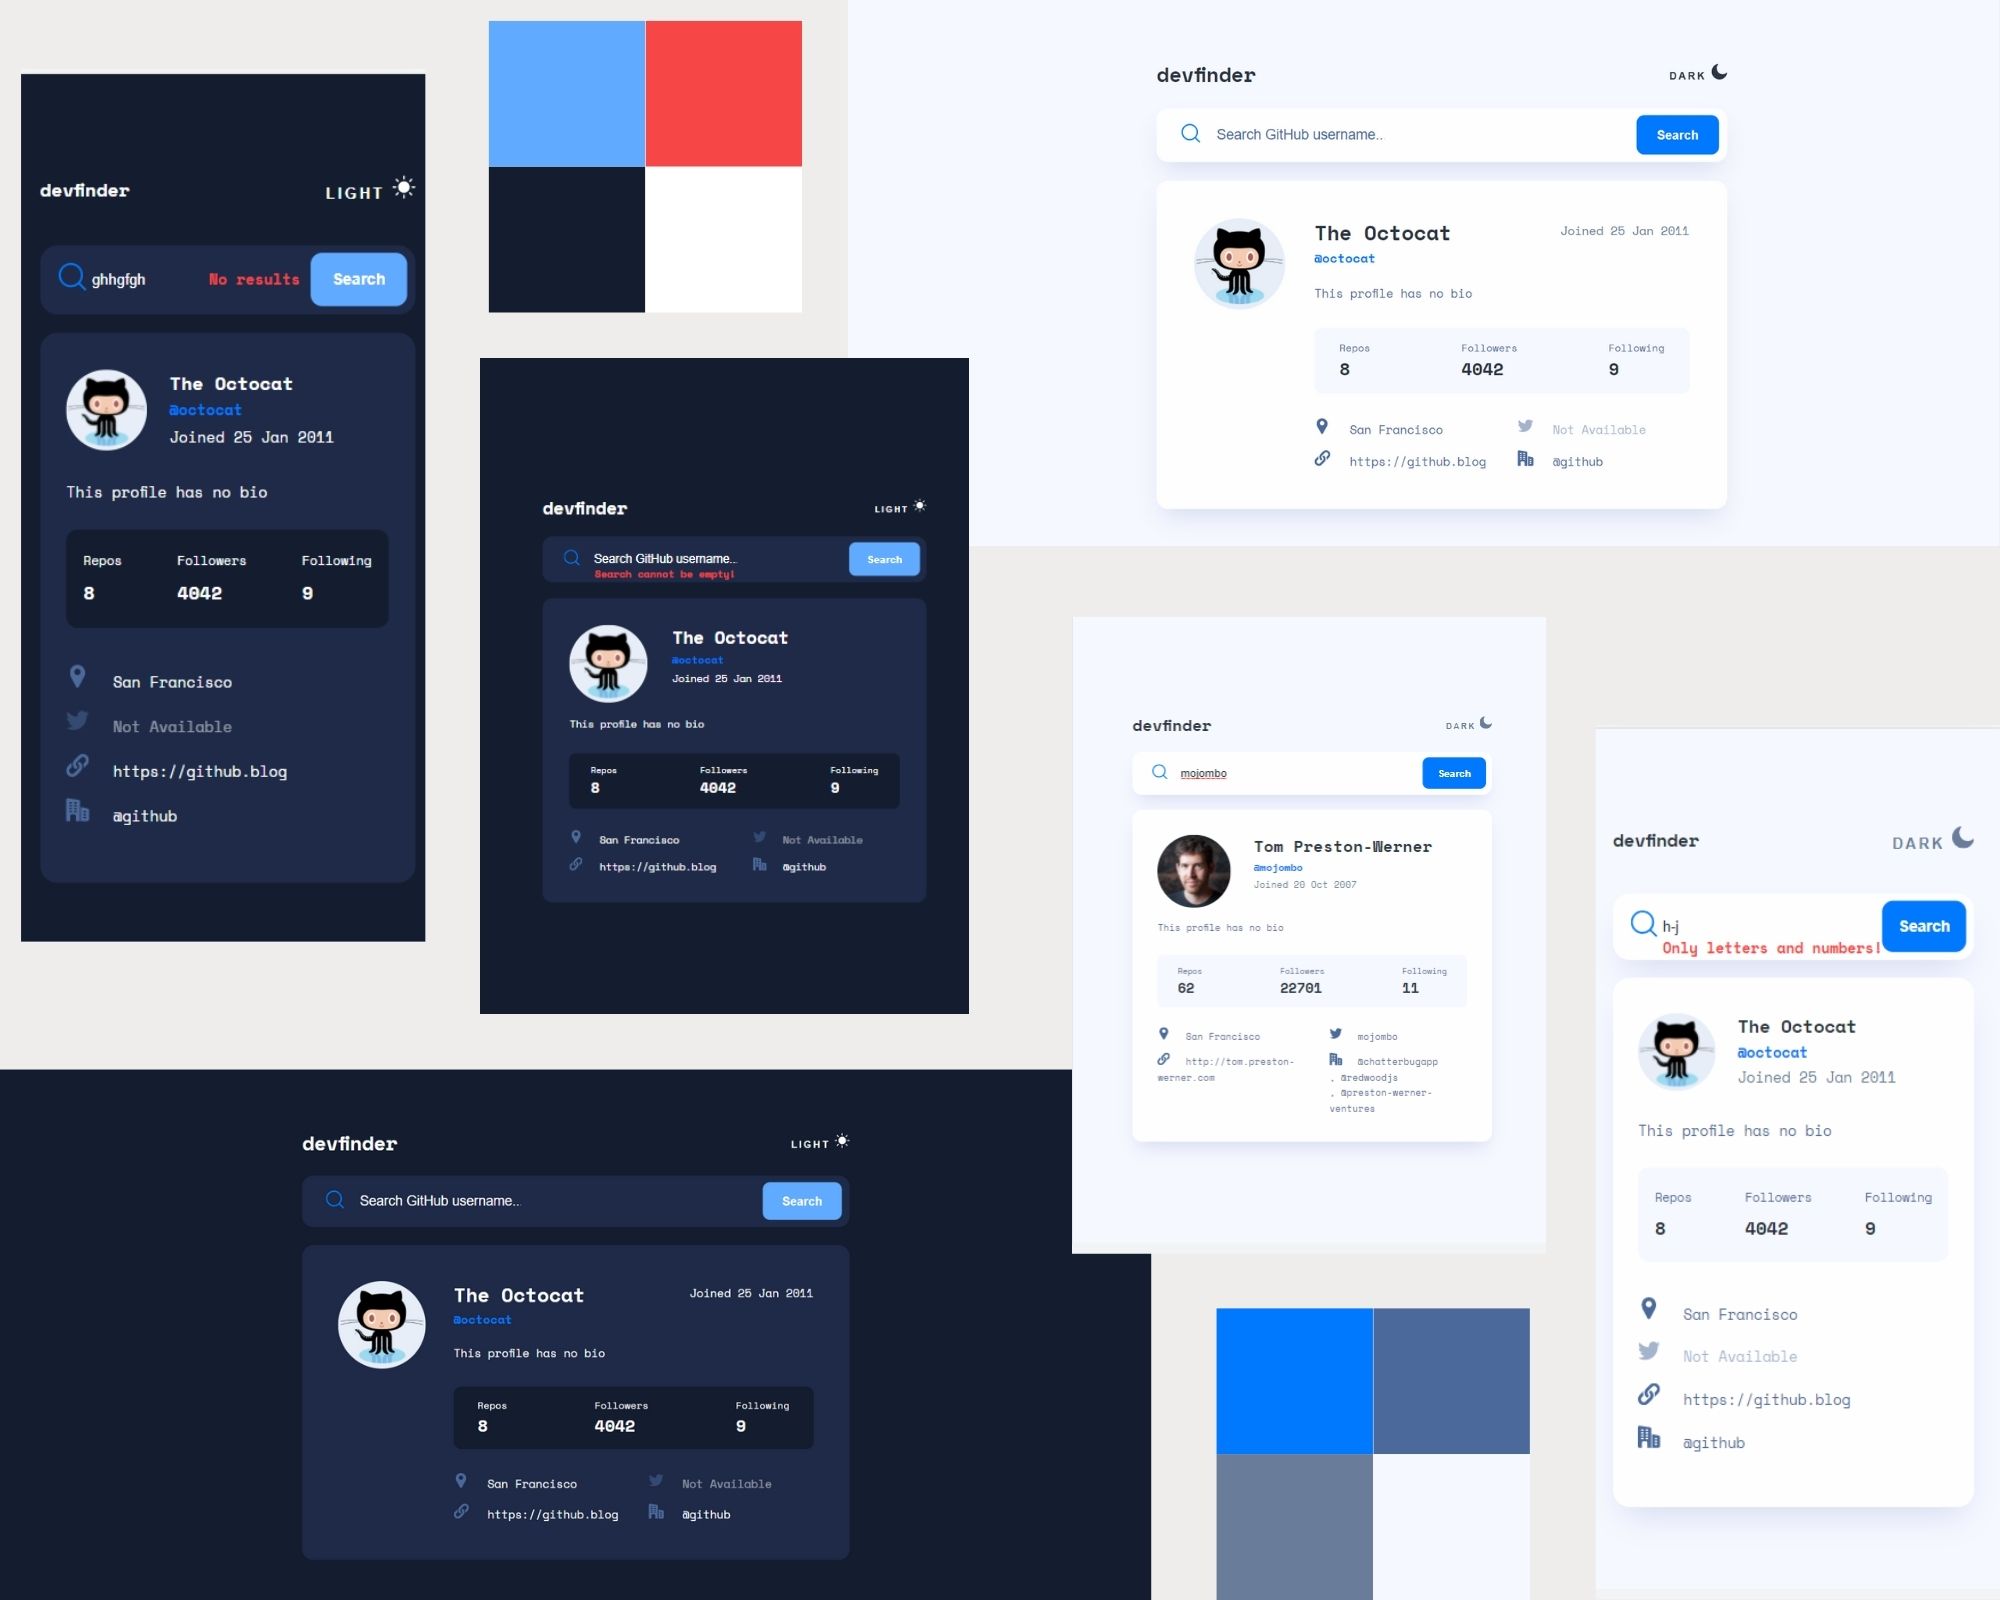 devfinder
LIGHT
ghhgfgh No results Search
The Octocat
@octocat
Joined 25 Jan 2011
This profile has no bio
Repos Followers Following
8 4042 9
San Francisco
Not Available
https://github.blog
@github
devfinder DARK
Search GitHub username.. Search
The Octocat Joined 25 Jan 2011
@octocat
This profile has no bio
Repos Followers Following
8 4042 9
San Francisco Not Available
https://github.blog @github
devfinder LIGHT
Search GitHub username.. Search
Search cannot be empty!
The Octocat
@octocat
Joined 25 Jan 2011
This profile has no bio
Repos Followers Following
8 4042 9
San Francisco Not Available
https://github.blog @github
devfinder DARK
mojombo Search
Tom Preston-Werner
@mojombo
Joined 20 Oct 2007
This profile has no bio
Repos Followers Following
62 22701 11
San Francisco mojombo
http://tom.preston- @chatterbugapp
werner.com , @redwoodjs
, @preston-werner-
ventures
devfinder DARK
h-j Search
Only letters and numbers!
The Octocat
@octocat
Joined 25 Jan 2011
This profile has no bio
Repos Followers Following
8 4042 9
San Francisco
Not Available
https://github.blog
@github
devfinder LIGHT
Search GitHub username.. Search
The Octocat Joined 25 Jan 2011
@octocat
This profile has no bio
Repos Followers Following
8 4042 9
San Francisco Not Available
https://github.blog @github